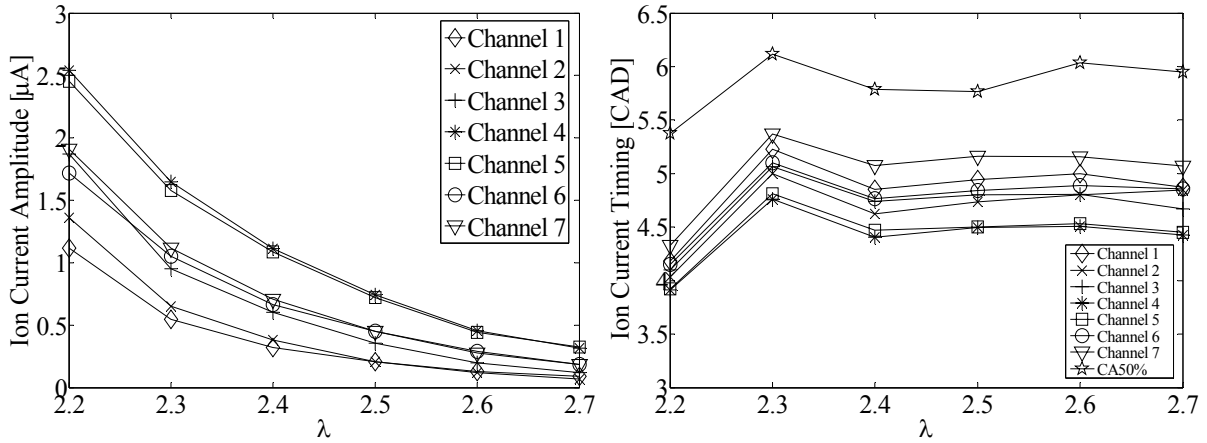 Ion Current Amplitude [µA]
3
2.5
2
1.5
1
0.5
0
2.2 2.3 2.4 2.5 2.6 2.7
λ
Channel 1
Channel 2
Channel 3
Channel 4
Channel 5
Channel 6
Channel 7
Ion Current Timing [CAD]
6.5
6
5.5
5
4.5
4
3.5
3
2.2 2.3 2.4 2.5 2.6 2.7
λ
Channel 1
Channel 2
Channel 3
Channel 4
Channel 5
Channel 6
Channel 7
CA50%